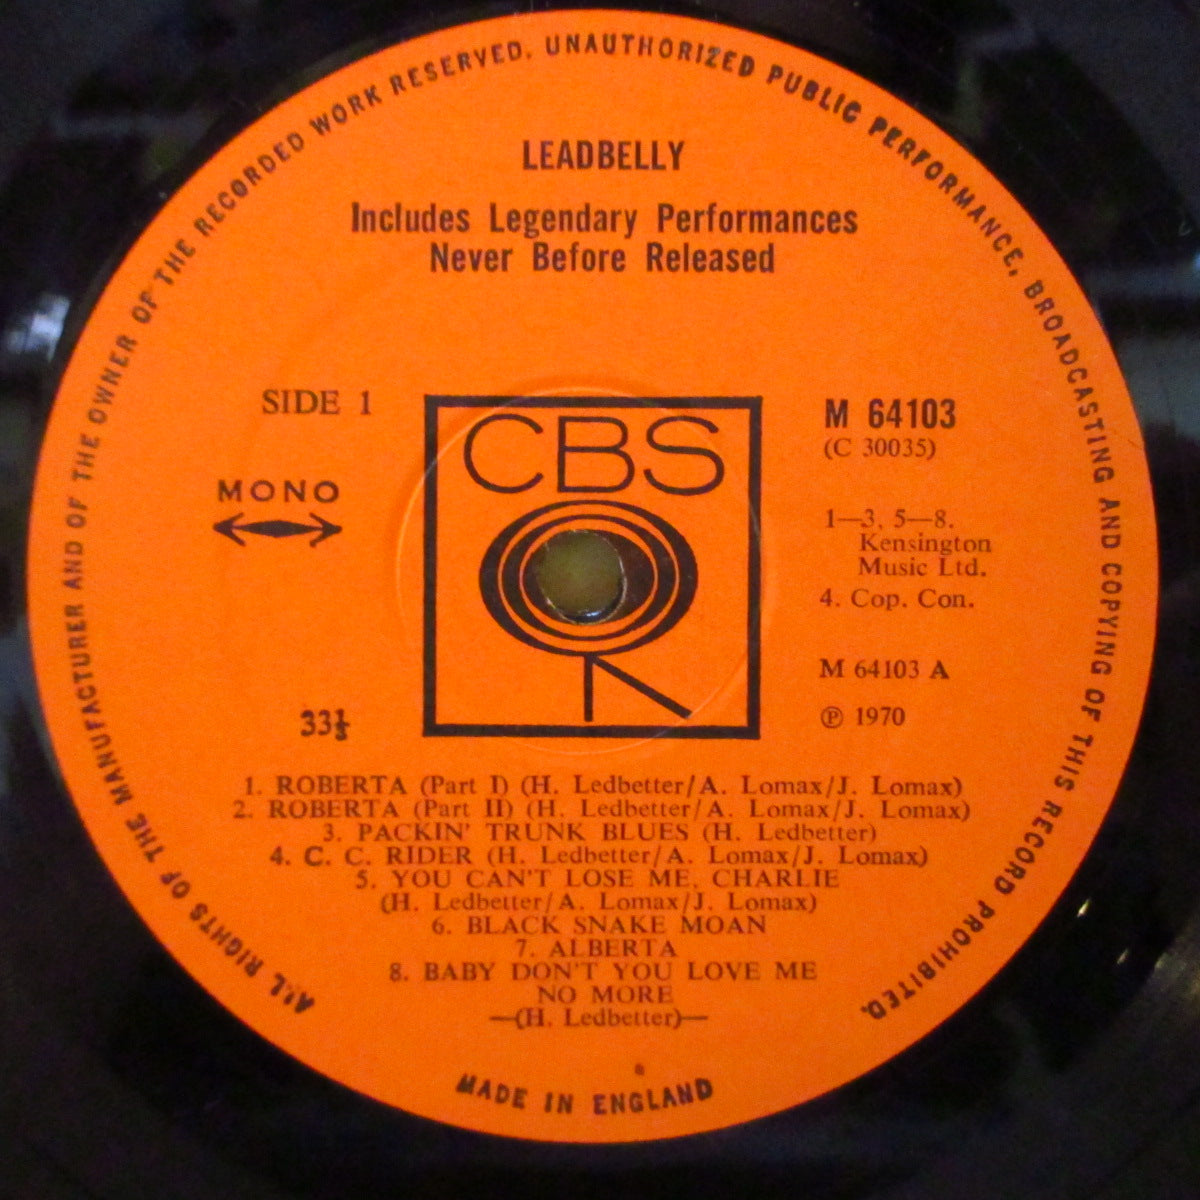 ALL RIGHTS OF THE MANUFACTURER AND OF THE OWNER OF THE RECORDED WORK RESERVED. UNAUTHORIZED PUBLIC PERFORMANCE, BROADCASTING AND COPYING OF THIS RECORD PROHIBITED.
LEADBELLY
Includes Legendary Performances
Never Before Released
SIDE 1
MONO
33⅓
CBS
M 64103
(C 30035)
1—3, 5—8.
Kensington
Music Ltd.
4. Cop. Con.
M 64103 A
℗ 1970
1. ROBERTA (Part I) (H. Ledbetter/A. Lomax/J. Lomax)
2. ROBERTA (Part II) (H. Ledbetter/A. Lomax/J. Lomax)
3. PACKIN' TRUNK BLUES (H. Ledbetter)
4. C. C. RIDER (H. Ledbetter/A. Lomax/J. Lomax)
5. YOU CAN'T LOSE ME, CHARLIE
(H. Ledbetter/A. Lomax/J. Lomax)
6. BLACK SNAKE MOAN
7. ALBERTA
8. BABY DON'T YOU LOVE ME
NO MORE
—(H. Ledbetter)—
MADE IN ENGLAND